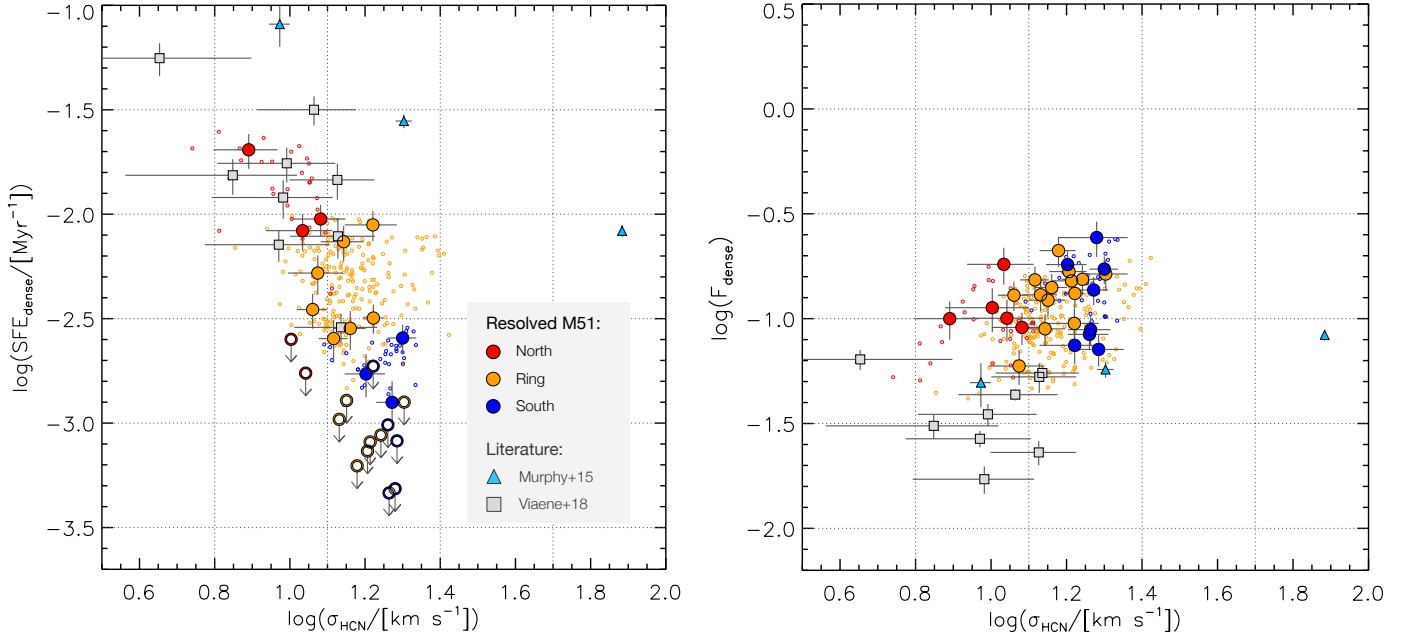 −1.0
−1.5
−2.0
−2.5
−3.0
−3.5
log(SFE_dense/[Myr⁻¹])
0.6 0.8 1.0 1.2 1.4 1.6 1.8 2.0
log(σ_HCN/[km s⁻¹])
Resolved M51:
North
Ring
South
Literature:
Murphy+15
Viaene+18
0.5
0.0
−0.5
−1.0
−1.5
−2.0
log(F_dense)
0.6 0.8 1.0 1.2 1.4 1.6 1.8 2.0
log(σ_HCN/[km s⁻¹])